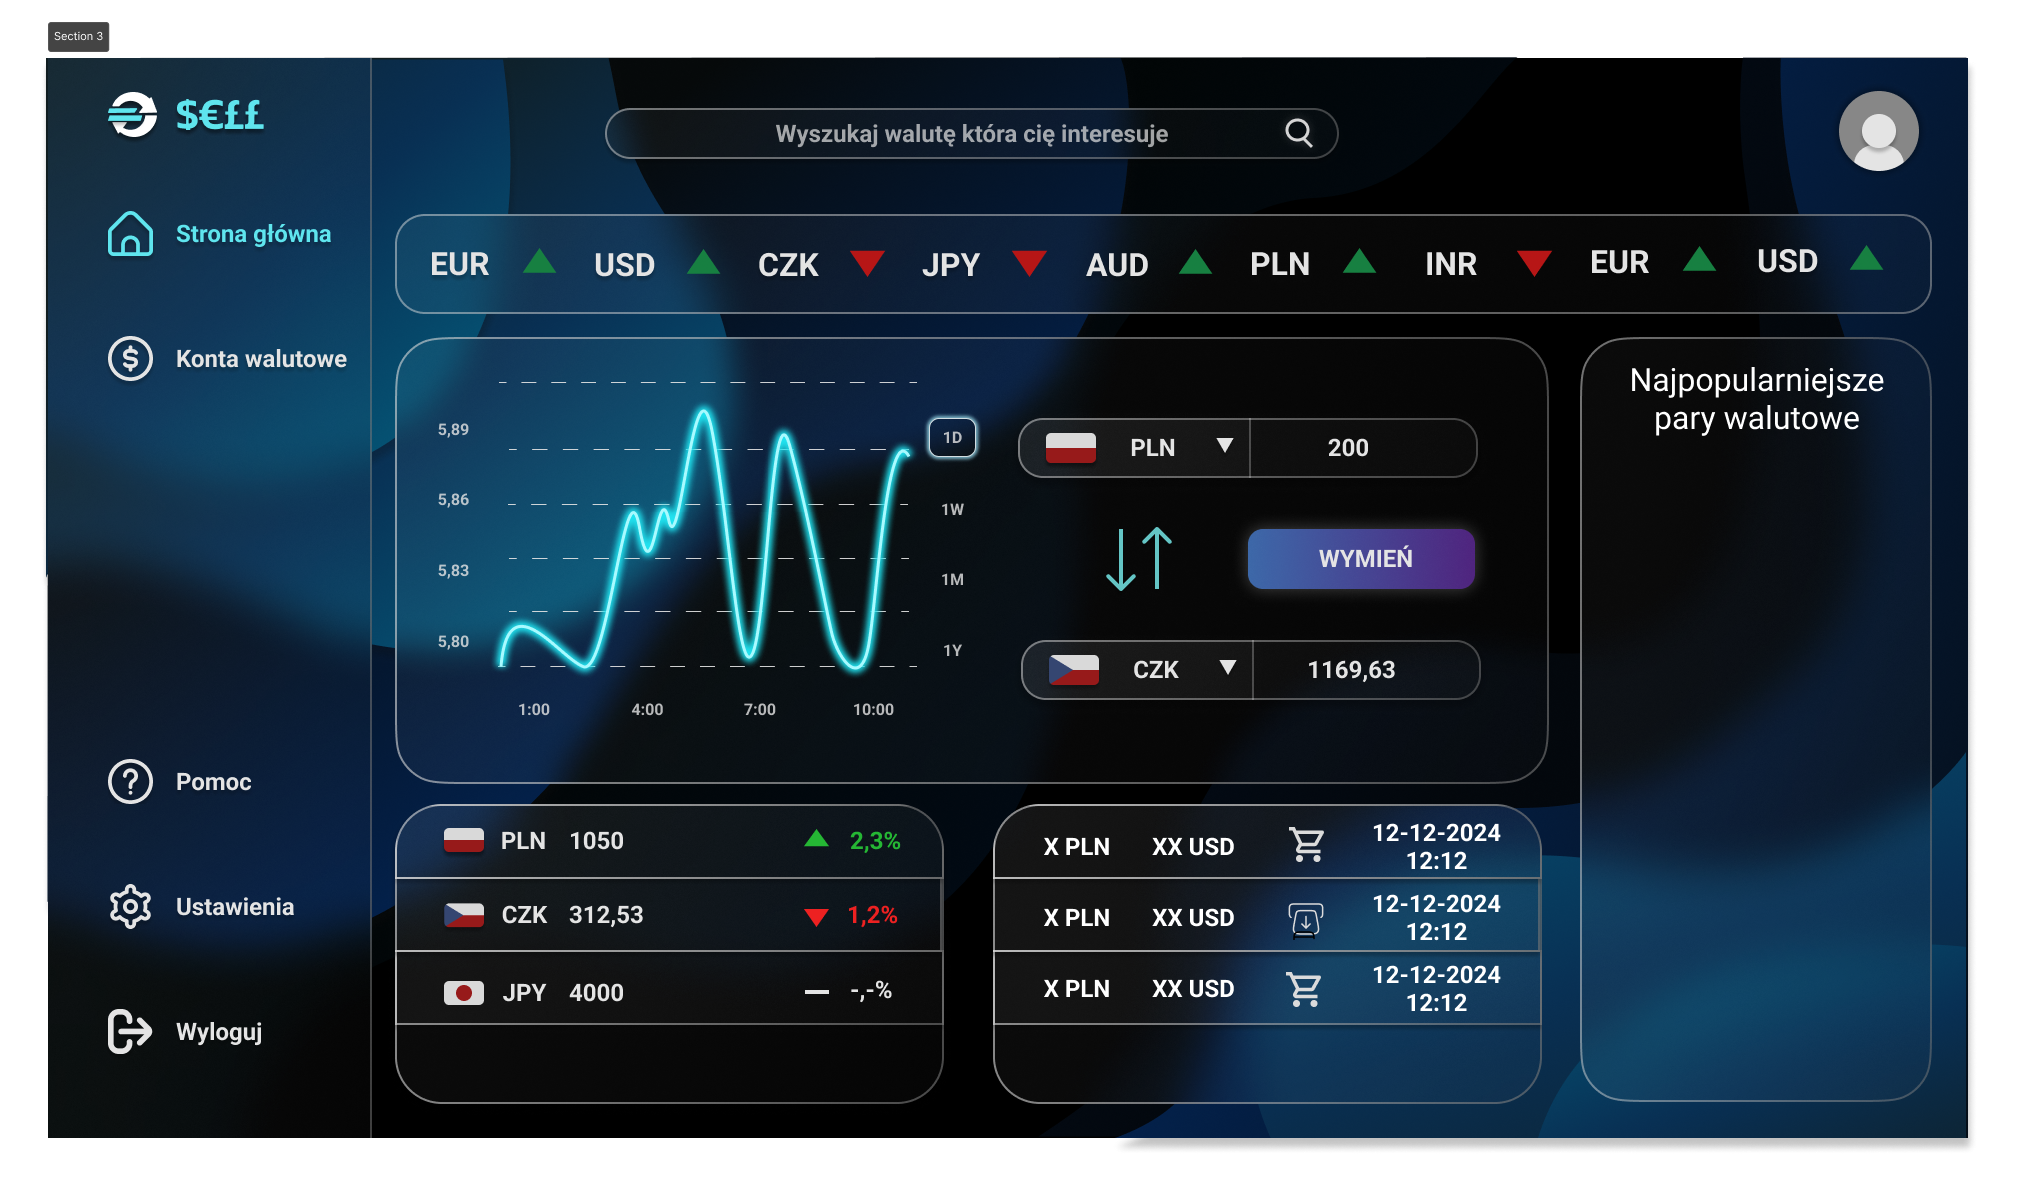 Section 3
$€££
Wyszukaj walutę która cię interesuje
Strona główna
Konta walutowe
Pomoc
Ustawienia
Wyloguj
EUR USD CZK JPY AUD PLN INR EUR USD
5,89
5,86
5,83
5,80
1:00 4:00 7:00 10:00
1D
1W
1M
1Y
PLN 200
WYMIEŃ
CZK 1169,63
Najpopularniejsze
pary walutowe
PLN 1050 2,3%
CZK 312,53 1,2%
JPY 4000 -,-%
X PLN XX USD 12-12-2024
12:12
X PLN XX USD 12-12-2024
12:12
X PLN XX USD 12-12-2024
12:12